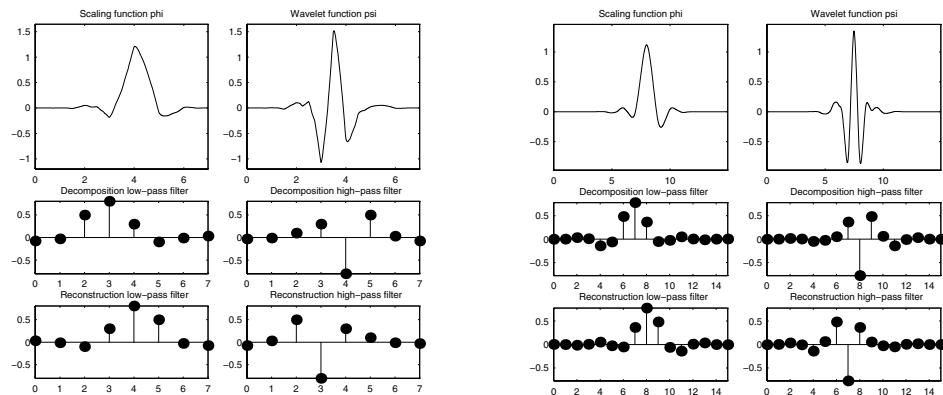 Scaling function phi
Wavelet function psi
1.5
1
0.5
0
−0.5
−1
0 2 4 6
1.5
1
0.5
0
−0.5
−1
0 2 4 6
Decomposition low−pass filter
Decomposition high−pass filter
0.5
0
−0.5
0 1 2 3 4 5 6 7
0.5
0
−0.5
0 1 2 3 4 5 6 7
Reconstruction low−pass filter
Reconstruction high−pass filter
0.5
0
−0.5
0 1 2 3 4 5 6 7
0.5
0
−0.5
0 1 2 3 4 5 6 7
Scaling function phi
Wavelet function psi
1
0.5
0
−0.5
0 5 10
1
0.5
0
−0.5
0 5 10
Decomposition low−pass filter
Decomposition high−pass filter
0.5
0
−0.5
0 2 4 6 8 10 12 14
0.5
0
−0.5
0 2 4 6 8 10 12 14
Reconstruction low−pass filter
Reconstruction high−pass filter
0.5
0
−0.5
0 2 4 6 8 10 12 14
0.5
0
−0.5
0 2 4 6 8 10 12 14